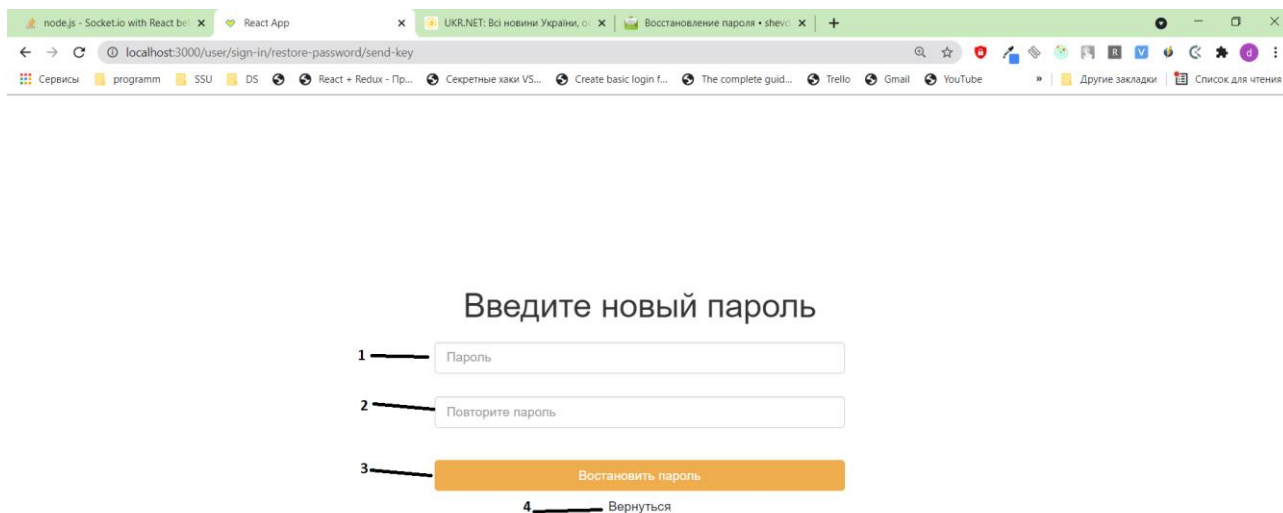 node.js - Socket.io with React bel
React App
UKR.NET: Всі новини України, ос
Восстановление пароля • shevc
localhost:3000/user/sign-in/restore-password/send-key
Сервисы programm SSU DS React + Redux - Пр... Секретные хаки VS... Create basic login f... The complete guid... Trello Gmail YouTube » Другие закладки Список для чтения
Введите новый пароль
1 Пароль
2 Повторите пароль
3 Востановить пароль
4 Вернуться